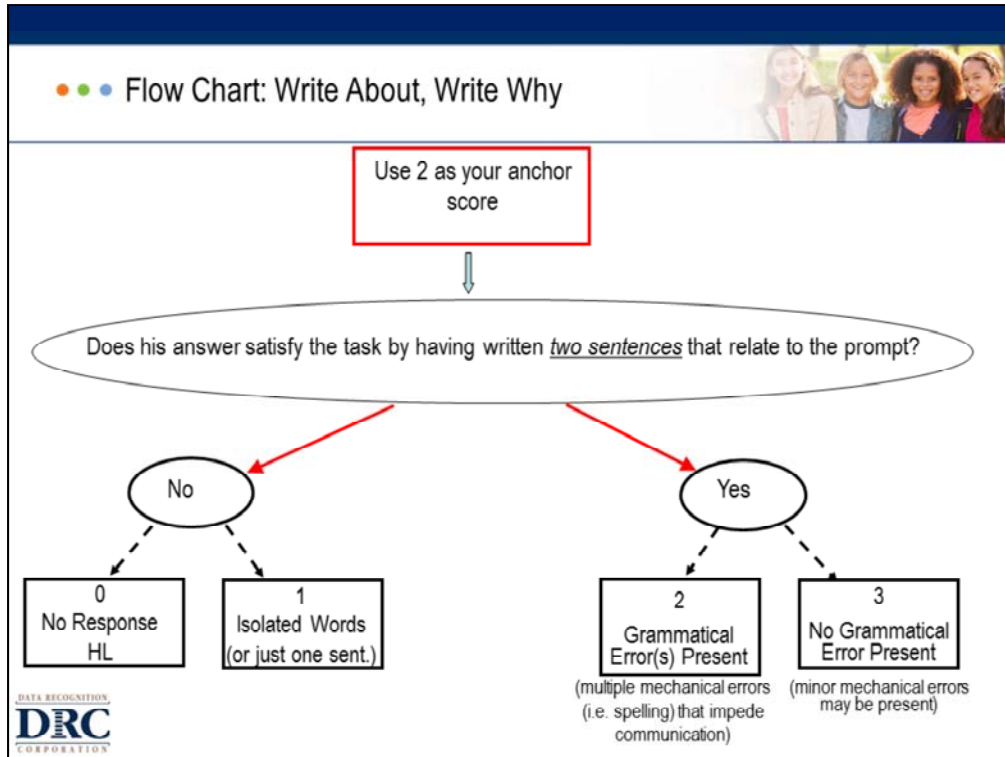 Flow Chart: Write About, Write Why
Use 2 as your anchor
score
Does his answer satisfy the task by having written two sentences that relate to the prompt?
No
Yes
0
No Response
HL
1
Isolated Words
(or just one sent.)
2
Grammatical
Error(s) Present
(multiple mechanical errors
(i.e. spelling) that impede
communication)
3
No Grammatical
Error Present
(minor mechanical errors
may be present)
DATA RECOGNITION
DRC
CORPORATION